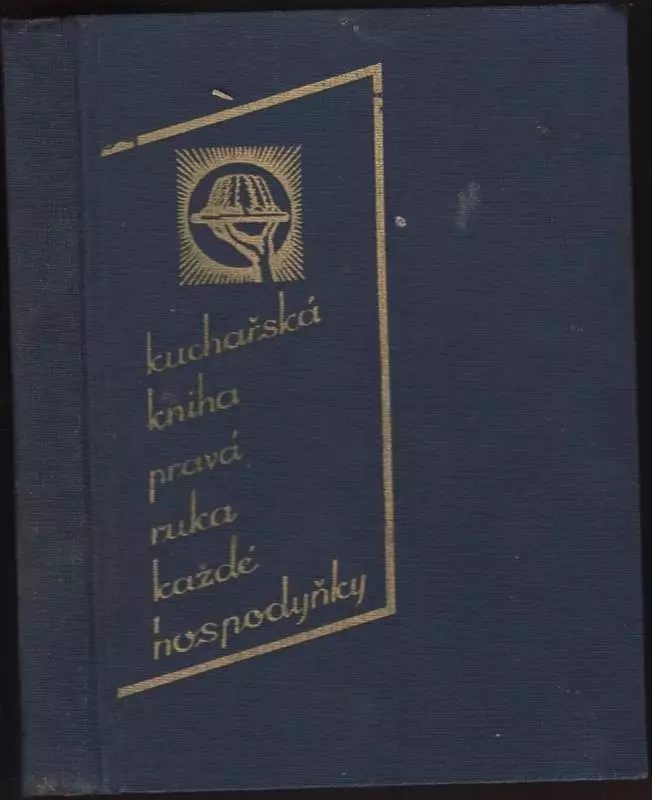 kuchařská
kniha
pravá
ruka
každé
hospodyňky